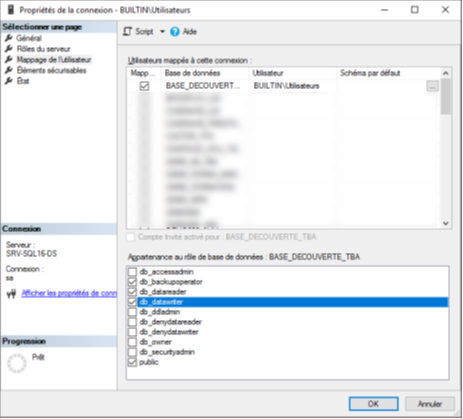 Propriétés de la connexion - BUILTIN\Utilisateurs
Sélectionner une page
Général
Rôles du serveur
Mappage de l'utilisateur
Éléments sécurisables
État
Script
Aide
Utilisateurs mappés à cette connexion :
Mapp... Base de données Utilisateur Schéma par défaut
BASE_DECOUVERT... BUILTIN\Utilisateurs ...
Compte Invité activé pour : BASE_DECOUVERTE_TBA
Connexion
Serveur :
SRV-SQL16-DS
Connexion :
sa
Afficher les propriétés de conn
Appartenance au rôle de base de données : BASE_DECOUVERTE_TBA
db_accessadmin
db_backupoperator
db_datareader
db_datawriter
db_ddladmin
db_denydatareader
db_denydatawriter
db_owner
db_securityadmin
public
Progression
Prêt
OK
Annuler